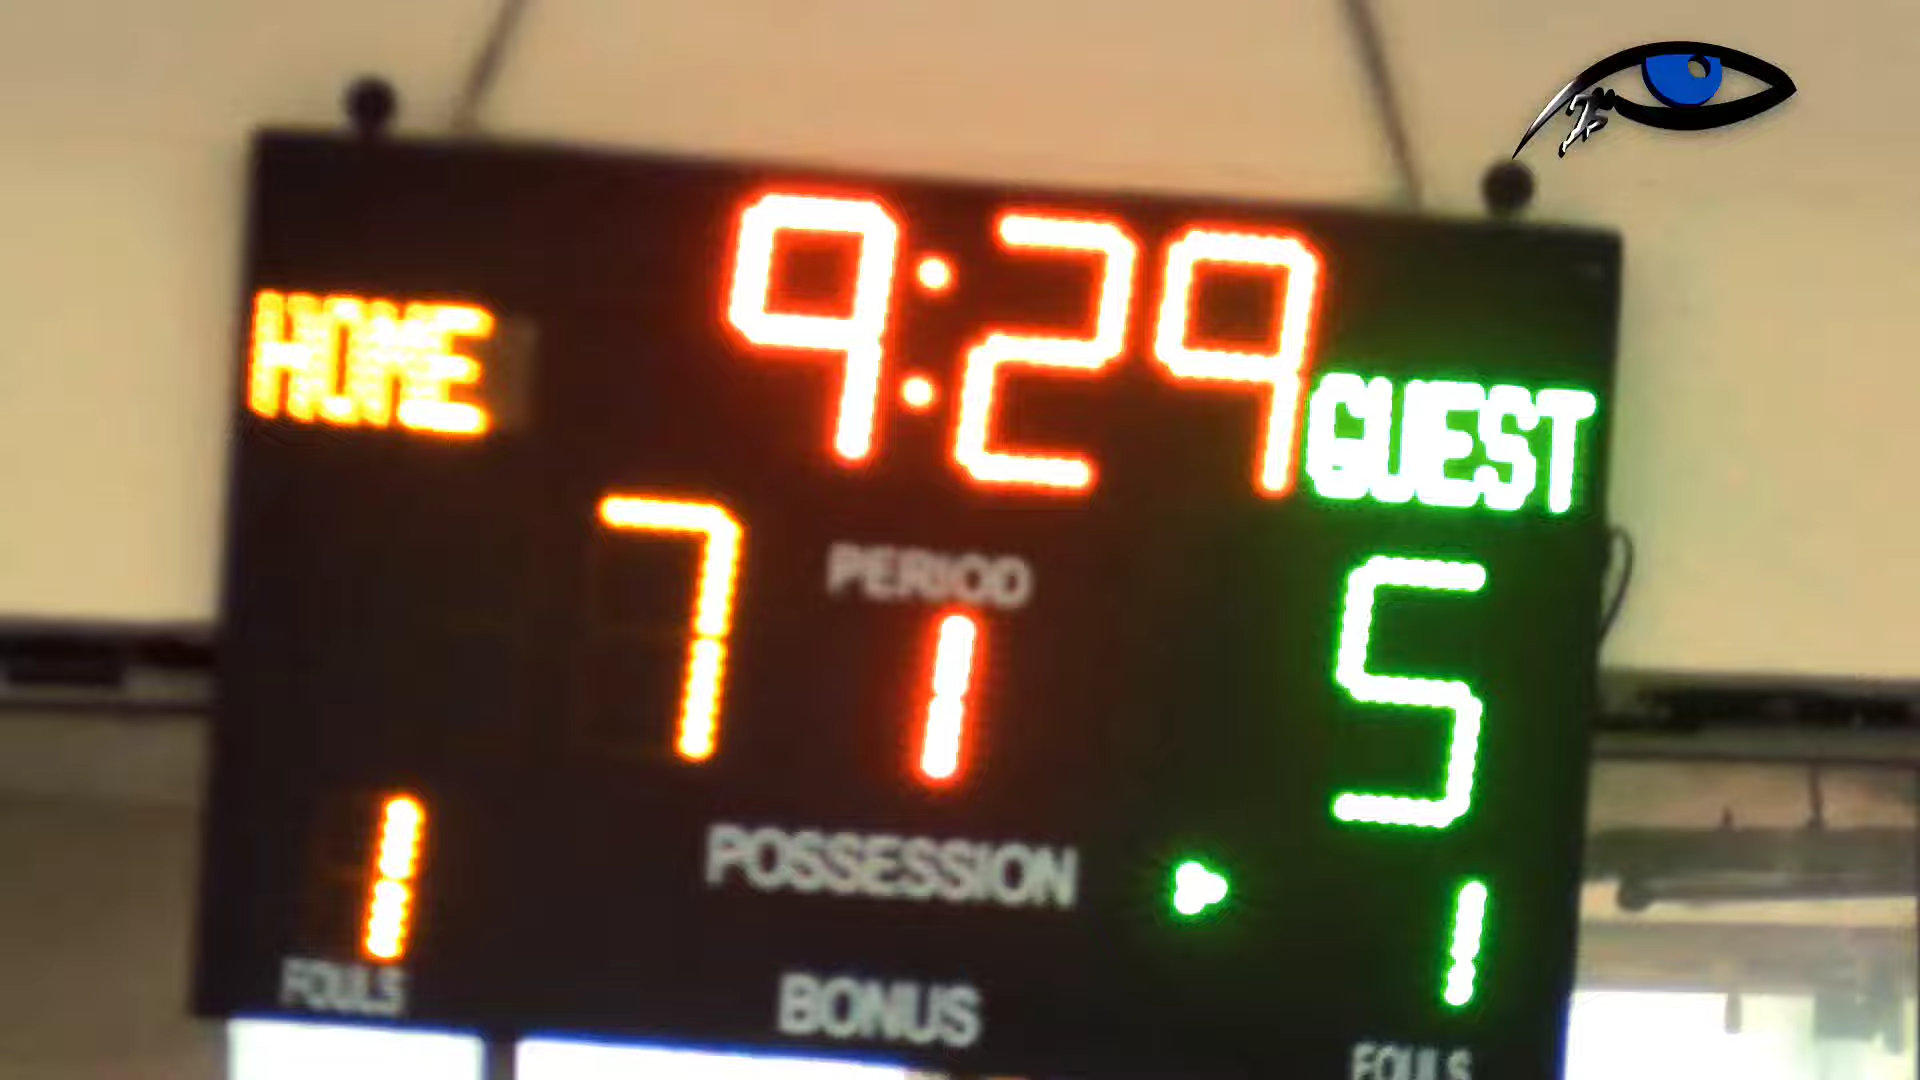 9:29
HOME
GUEST
7
PERIOD
1
5
1
POSSESSION
1
FOULS
BONUS
FOULS